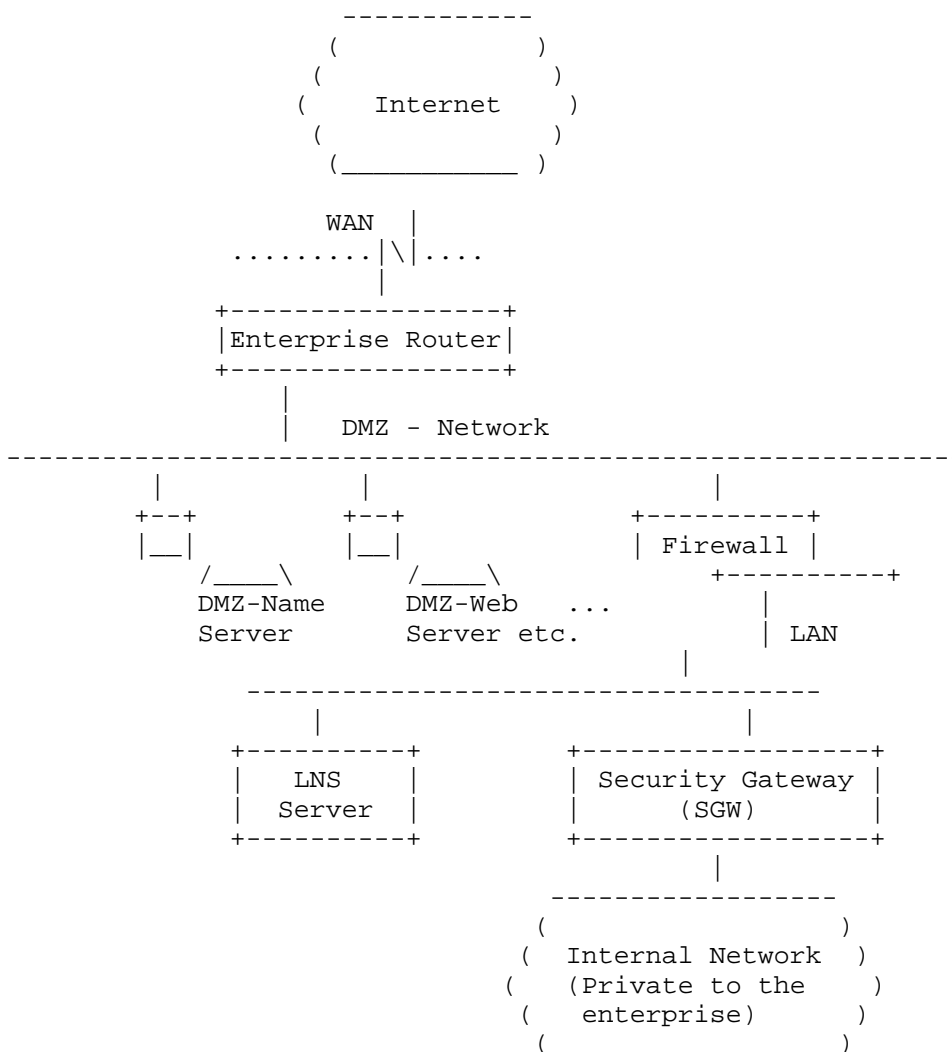 Internet
WAN
Enterprise Router
DMZ - Network
Firewall
DMZ-Name DMZ-Web ...
Server Server etc. LAN
LNS Security Gateway
Server (SGW)
Internal Network
(Private to the
enterprise)